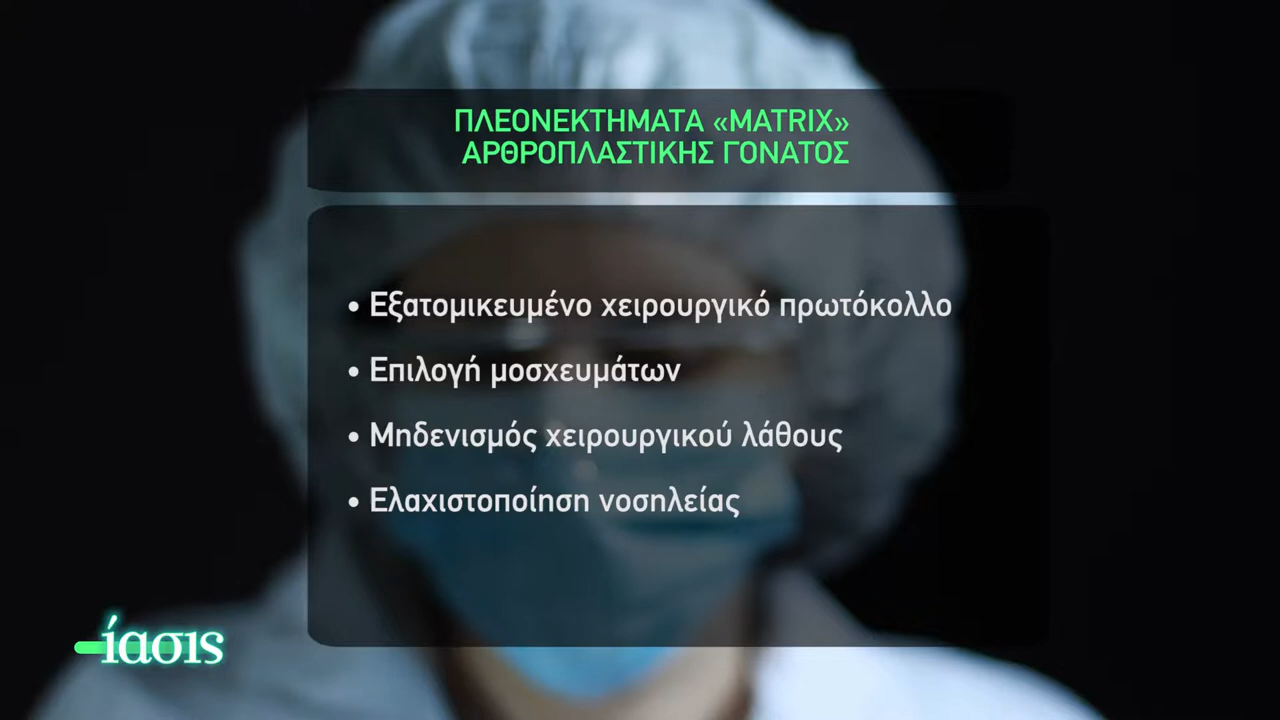 ΠΛΕΟΝΕΚΤΗΜΑΤΑ «MATRIX»
ΑΡΘΡΟΠΛΑΣΤΙΚΗΣ ΓΟΝΑΤΟΣ
• Εξατομικευμένο χειρουργικό πρωτόκολλο
• Επιλογή μοσχευμάτων
• Μηδενισμός χειρουργικού λάθους
• Ελαχιστοποίηση νοσηλείας
ίασις